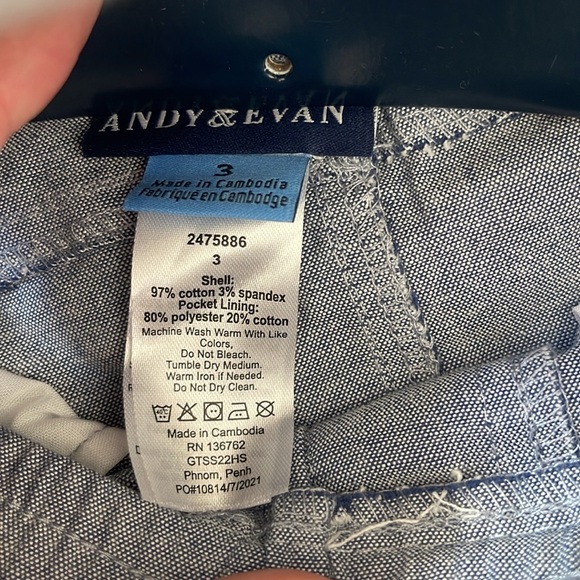 ANDY&EVAN
3
Made in Cambodia
Fabriqué en Cambodge
2475886
3
Shell:
97% cotton 3% spandex
Pocket Lining:
80% polyester 20% cotton
Machine Wash Warm With Like
Colors,
Do Not Bleach.
Tumble Dry Medium.
Warm Iron if Needed.
Do Not Dry Clean.
Made in Cambodia
RN 136762
GTSS22HS
Phnom, Penh
PO#10814/7/2021